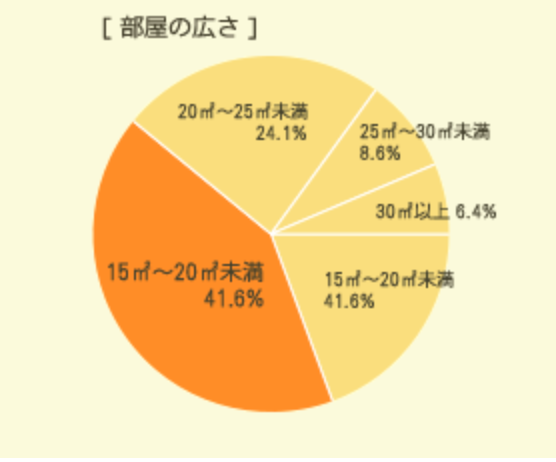 [ 部屋の広さ ]
20㎡～25㎡未満
24.1%
25㎡～30㎡未満
8.6%
30㎡以上 6.4%
15㎡～20㎡未満
41.6%
15㎡～20㎡未満
41.6%